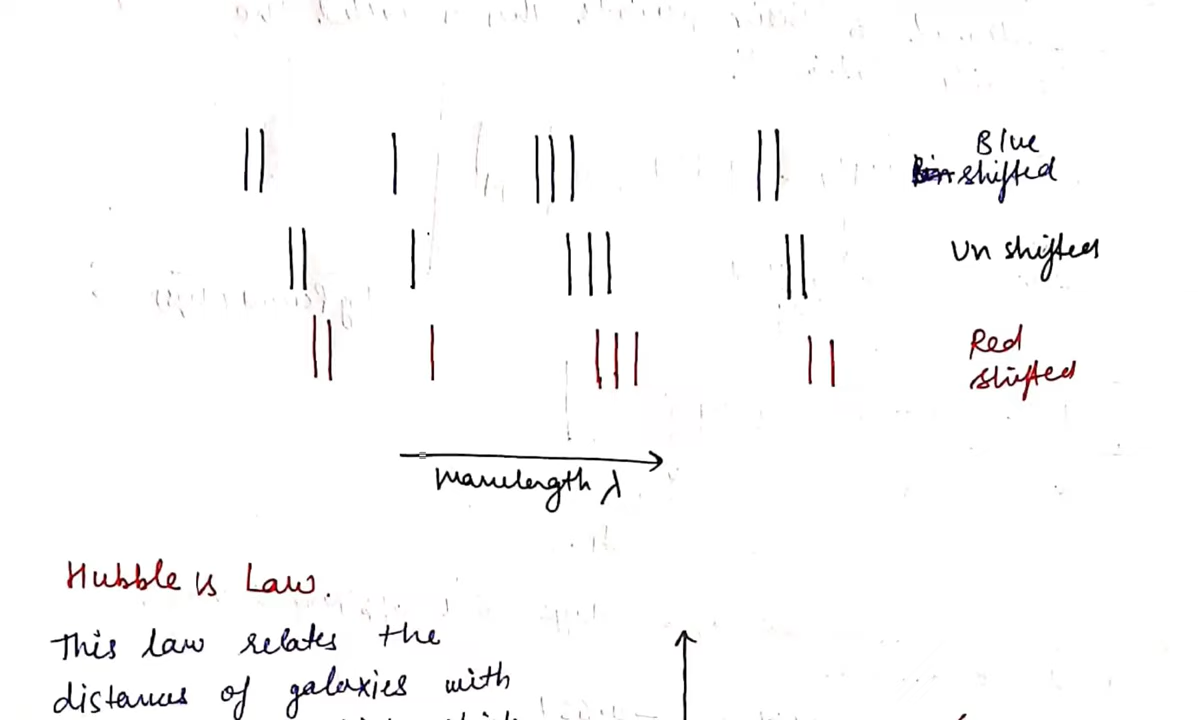 Blue
shifted
Un shifted
Red
shifted
wavelength λ
Hubble's Law.
This law relates the
distances of galaxies with